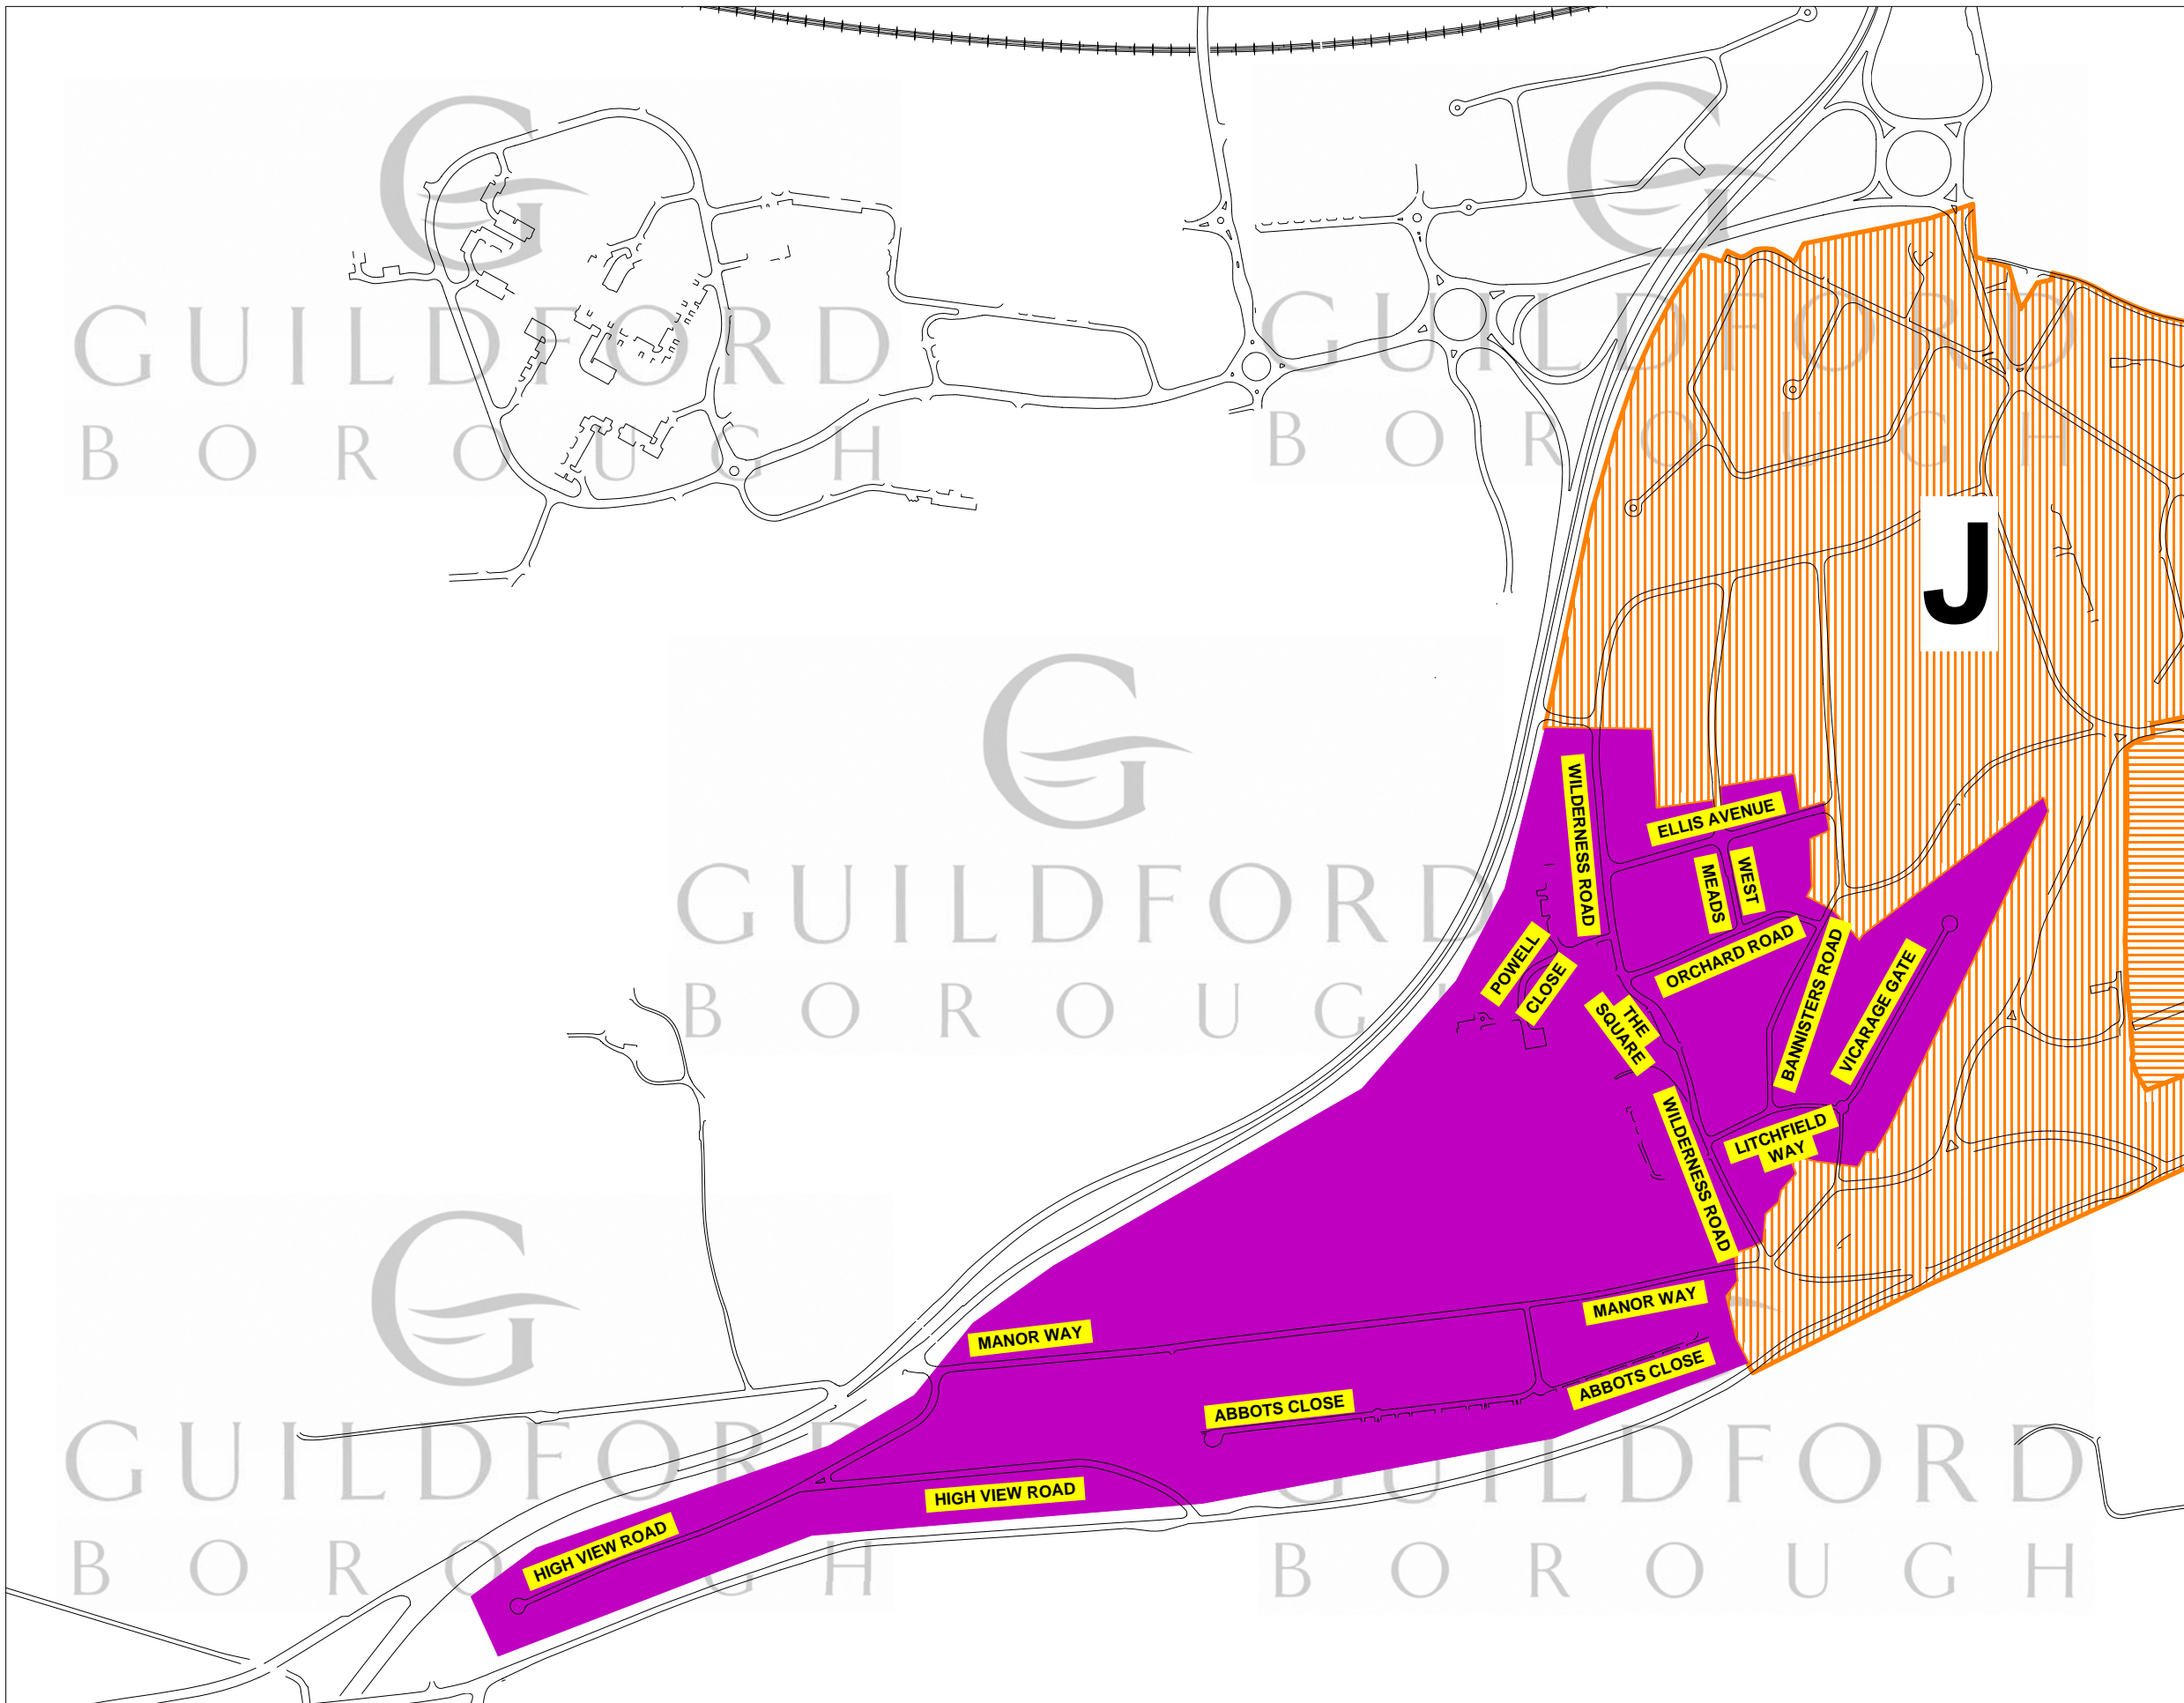 GUILDFORD
BOROUGH
GUILDFORD
BOROUGH
J
GUILDFORD
BOROUGH
WILDERNESS ROAD
ELLIS AVENUE
WEST
MEADS
ORCHARD ROAD
POWELL
CLOSE
THE
SQUARE
BANNISTERS ROAD
VICARAGE GATE
LITCHFIELD
WAY
WILDERNESS ROAD
MANOR WAY
MANOR WAY
ABBOTS CLOSE
ABBOTS CLOSE
HIGH VIEW ROAD
HIGH VIEW ROAD
GUILDFORD
BOROUGH
GUILDFORD
BOROUGH